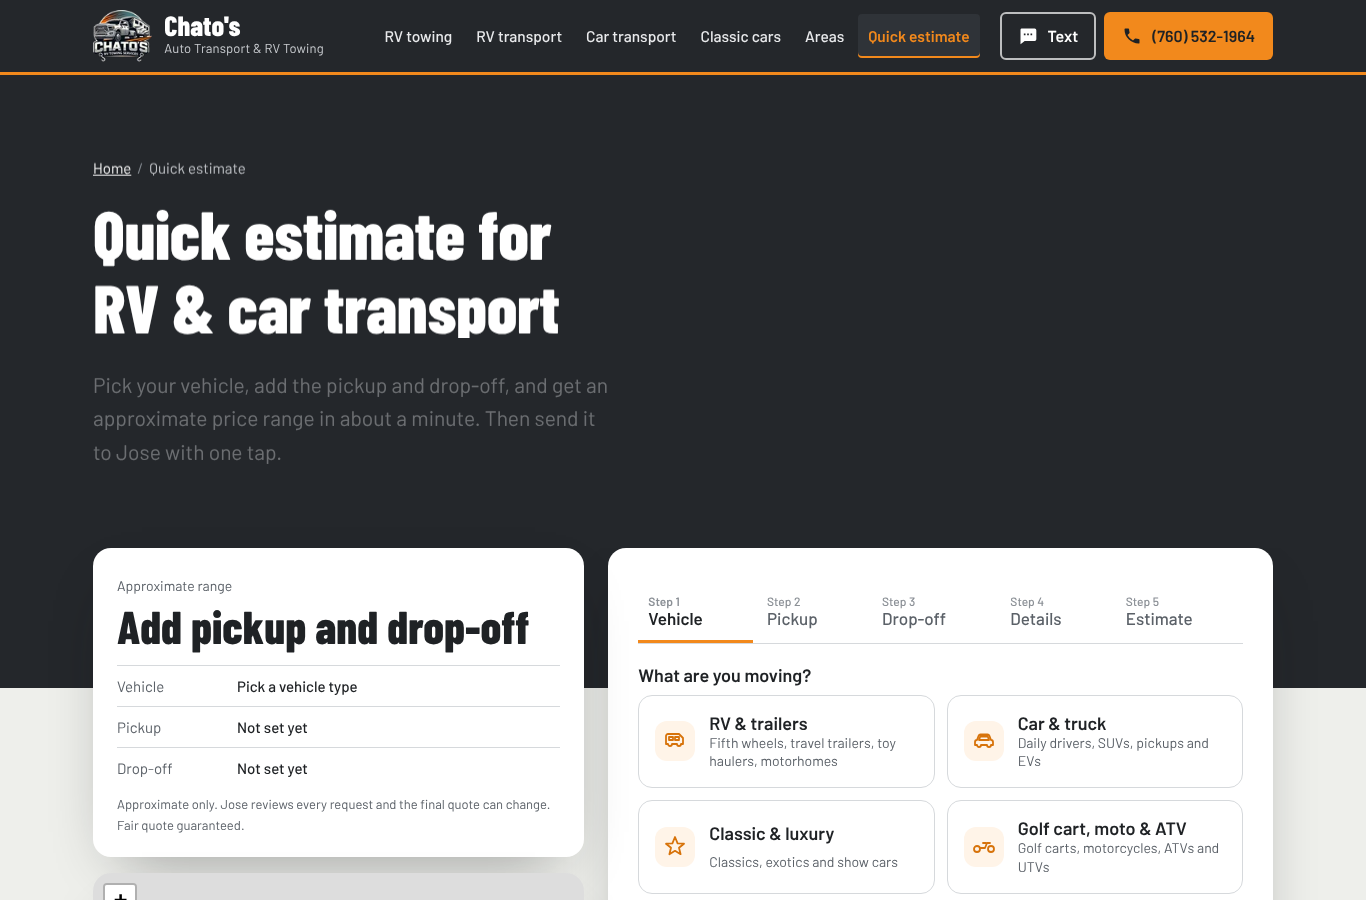 CHATO'S
Chato's
Auto Transport & RV Towing
RV towing
RV transport
Car transport
Classic cars
Areas
Quick estimate
Text
(760) 532-1964
Home / Quick estimate
Quick estimate for
RV & car transport
Pick your vehicle, add the pickup and drop-off, and get an
approximate price range in about a minute. Then send it
to Jose with one tap.
Approximate range
Add pickup and drop-off
Vehicle Pick a vehicle type
Pickup Not set yet
Drop-off Not set yet
Approximate only. Jose reviews every request and the final quote can change.
Fair quote guaranteed.
+
Step 1
Vehicle
Step 2
Pickup
Step 3
Drop-off
Step 4
Details
Step 5
Estimate
What are you moving?
RV & trailers
Fifth wheels, travel trailers, toy
haulers, motorhomes
Car & truck
Daily drivers, SUVs, pickups and
EVs
Classic & luxury
Classics, exotics and show cars
Golf cart, moto & ATV
Golf carts, motorcycles, ATVs and
UTVs